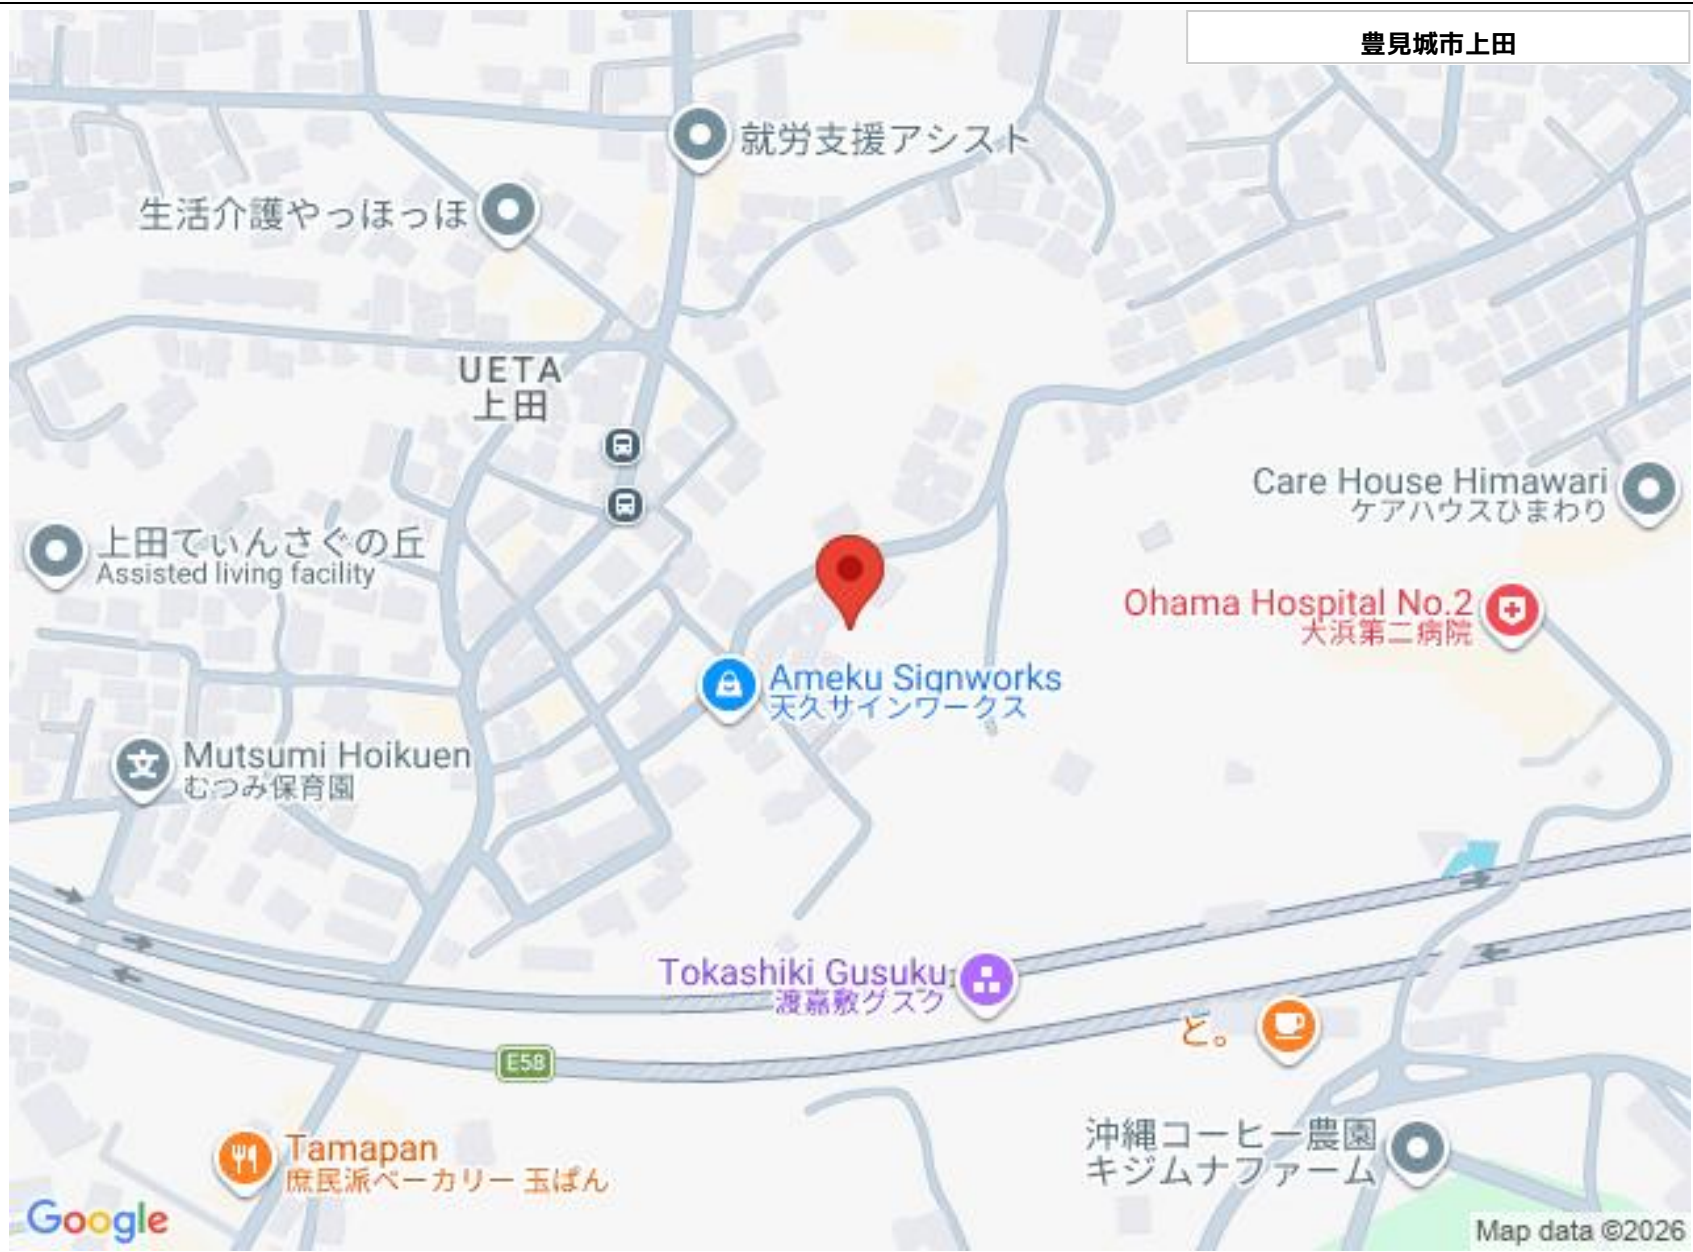 豊見城市上田
就労支援アシスト
生活介護やっほっほ
UETA
上田
Care House Himawari
ケアハウスひまわり
上田てぃんさぐの丘
Assisted living facility
Ohama Hospital No.2
大浜第二病院
Ameku Signworks
天久サインワークス
Mutsumi Hoikuen
むつみ保育園
Tokashiki Gusuku
渡嘉敷グスク
と。
E58
Tamapan
庶民派ベーカリー 玉ぱん
沖縄コーヒー農園
キジムナファーム
Google
Map data ©2026